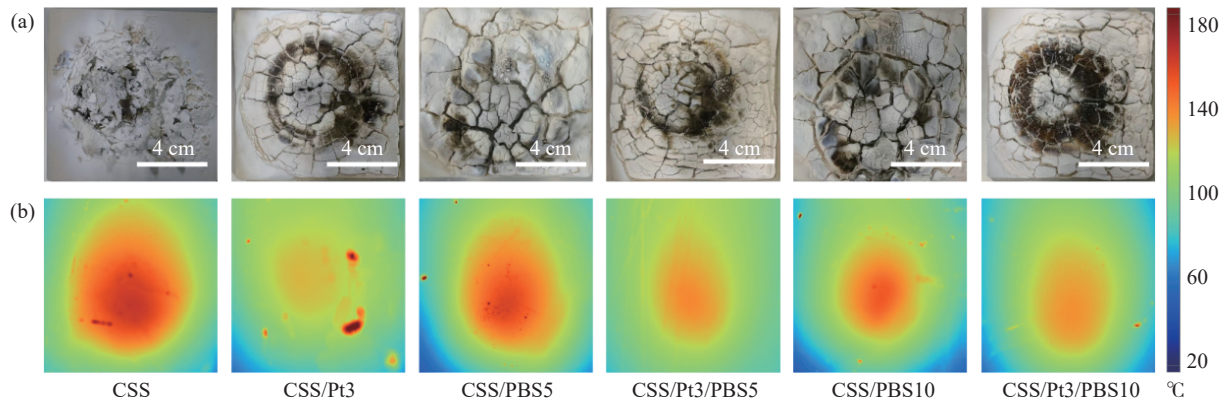 (a)
4 cm
4 cm
4 cm
4 cm
4 cm
4 cm
180
140
100
60
20
(b)
CSS
CSS/Pt3
CSS/PBS5
CSS/Pt3/PBS5
CSS/PBS10
CSS/Pt3/PBS10
℃